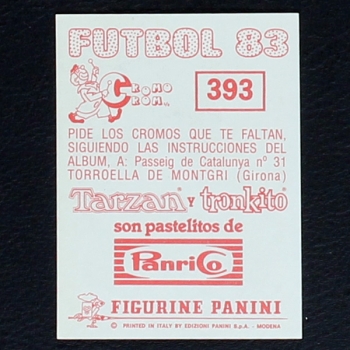 FUTBOL 83
CROMO
CROM
393
PIDE LOS CROMOS QUE TE FALTAN,
SIGUIENDO LAS INSTRUCCIONES DEL
ALBUM, A: Passeig de Catalunya nº 31
TORROELLA DE MONTGRI (Girona)
Tarzan Y tronkito
son pastelitos de
PanriCo
FIGURINE PANINI
© PRINTED IN ITALY BY EDIZIONI PANINI S.p.A. - MODENA